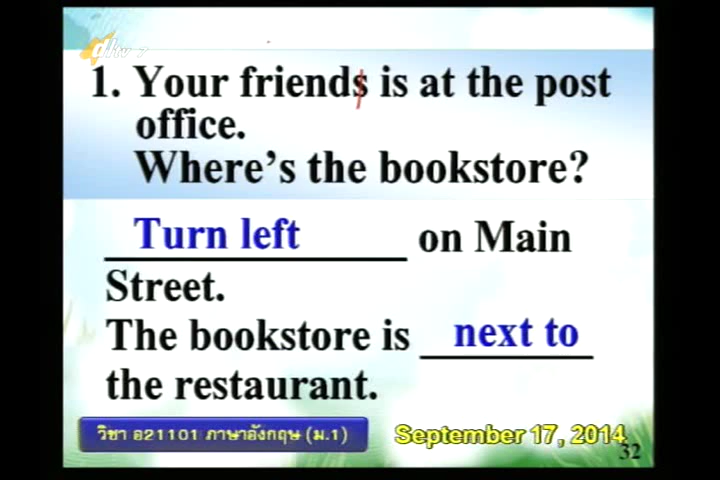 dltv 7
1. Your friends is at the post
office.
Where's the bookstore?
Turn left on Main
Street.
The bookstore is next to
the restaurant.
วิชา อ21101 ภาษาอังกฤษ (ม.1)
September 17, 2014
32